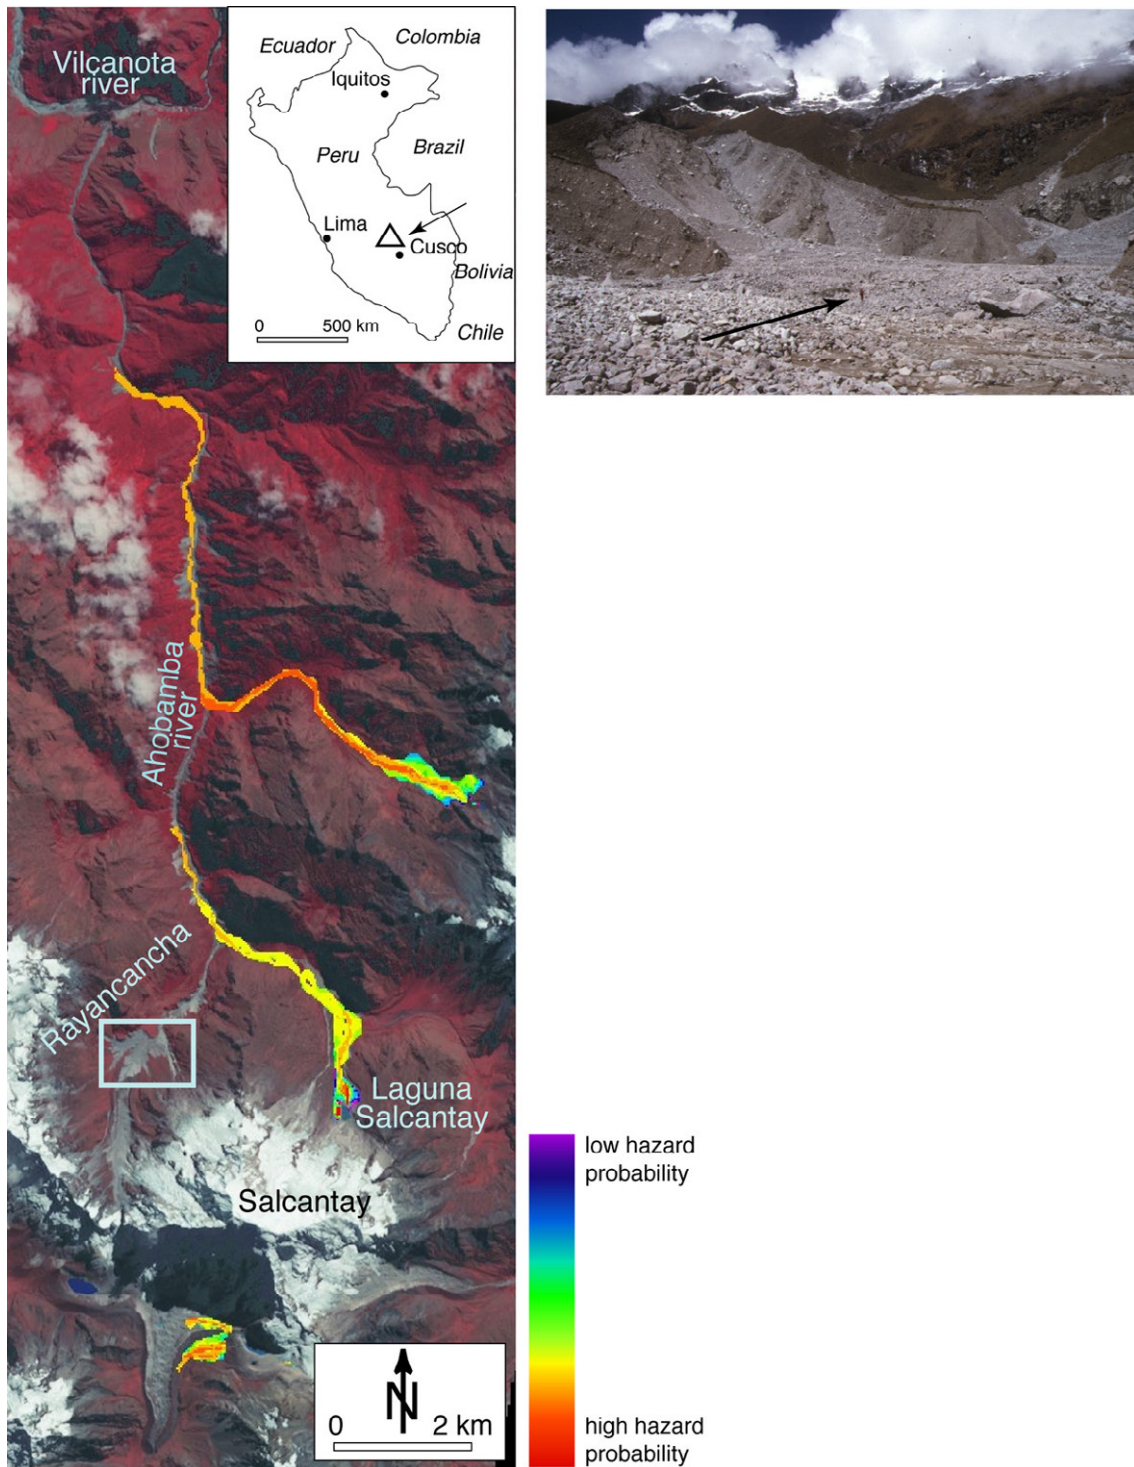 Vilcanota
river
Ecuador
Colombia
Iquitos
Peru
Brazil
Lima
Cusco
Bolivia
Chile
0 500 km
Ahobamba
river
Rayancancha
Laguna
Salcantay
Salcantay
N
0 2 km
low hazard
probability
high hazard
probability